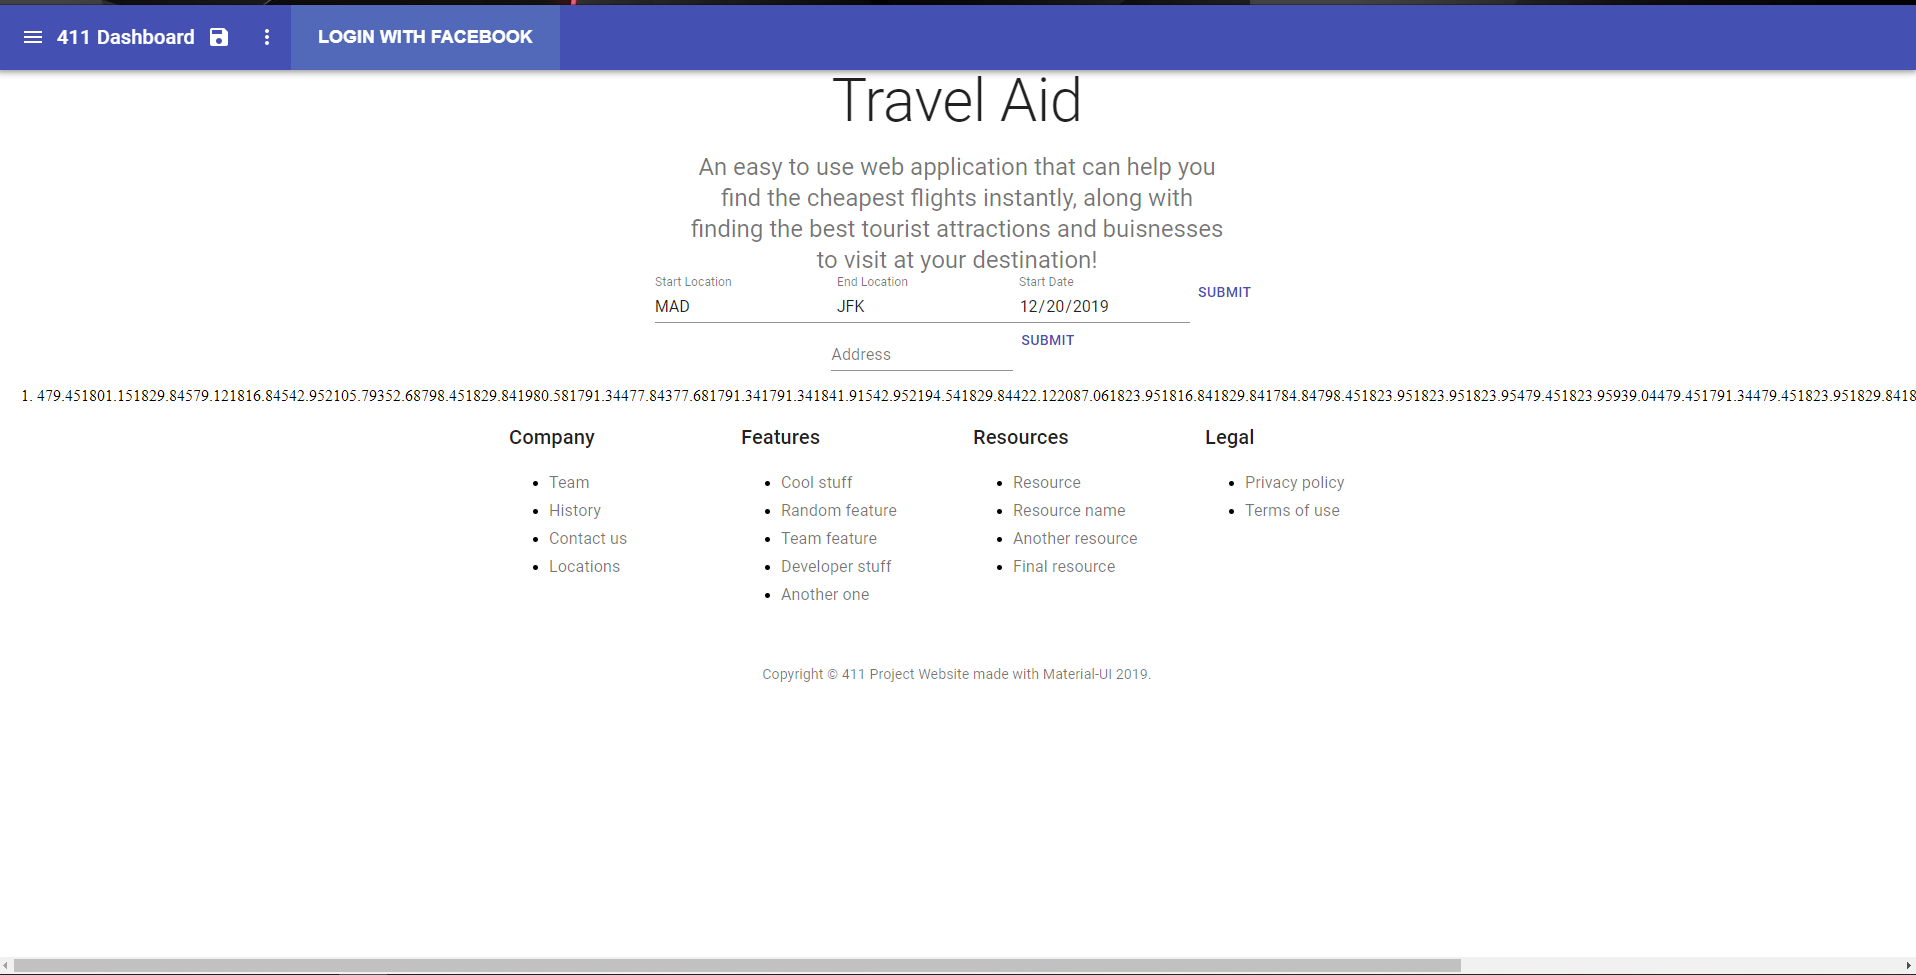 411 Dashboard LOGIN WITH FACEBOOK
Travel Aid
An easy to use web application that can help you
find the cheapest flights instantly, along with
finding the best tourist attractions and buisnesses
to visit at your destination!
Start Location End Location Start Date
MAD JFK 12/20/2019 SUBMIT
Address SUBMIT
1. 479.451801.151829.84579.121816.84542.952105.79352.68798.451829.841980.581791.34477.84377.681791.341791.341841.91542.952194.541829.84422.122087.061823.951816.841829.841784.84798.451823.951823.951823.95479.451823.95939.04479.451791.34479.451823.951829.8418
Company Features Resources Legal
Team Cool stuff Resource Privacy policy
History Random feature Resource name Terms of use
Contact us Team feature Another resource
Locations Developer stuff Final resource
Another one
Copyright © 411 Project Website made with Material-UI 2019.